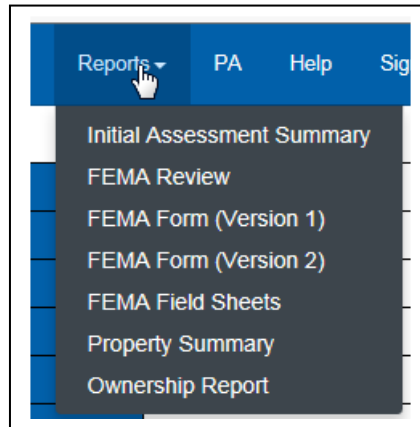 Reports PA Help Sig
Initial Assessment Summary
FEMA Review
FEMA Form (Version 1)
FEMA Form (Version 2)
FEMA Field Sheets
Property Summary
Ownership Report